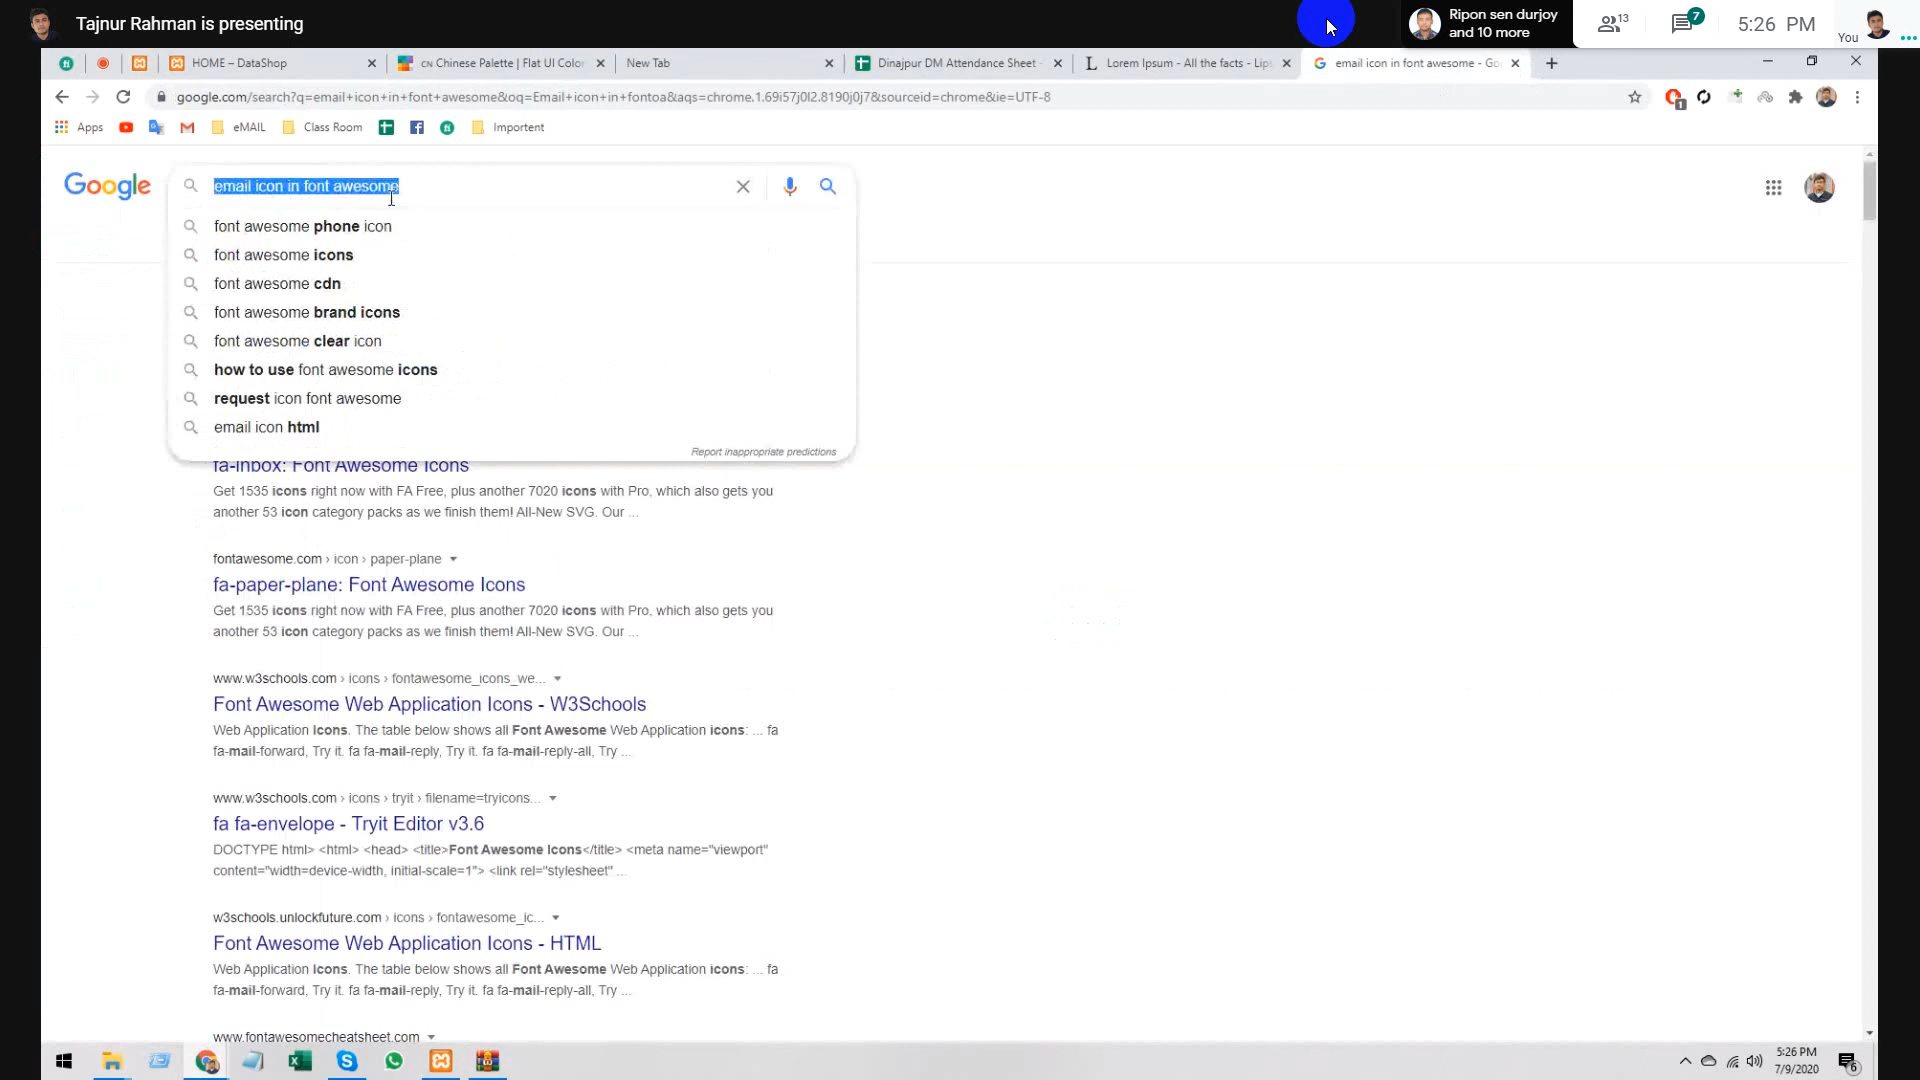 Tajnur Rahman is presenting
Ripon sen durjoy
and 10 more
13
7
5:26 PM
You
HOME – DataShop
CN Chinese Palette | Flat UI Color
New Tab
Dinajpur DM Attendance Sheet -
Lorem Ipsum - All the facts - Lips
email icon in font awesome - Go
google.com/search?q=email+icon+in+font+awesome&oq=Email+icon+in+fontoa&aqs=chrome.1.69i57j0l2.8190j0j7&sourceid=chrome&ie=UTF-8
1
Apps
eMAIL
Class Room
Importent
Google
email icon in font awesome
font awesome phone icon
font awesome icons
font awesome cdn
font awesome brand icons
font awesome clear icon
how to use font awesome icons
request icon font awesome
email icon html
Report inappropriate predictions
fa-inbox: Font Awesome Icons
Get 1535 icons right now with FA Free, plus another 7020 icons with Pro, which also gets you
another 53 icon category packs as we finish them! All-New SVG. Our ...
fontawesome.com › icon › paper-plane
fa-paper-plane: Font Awesome Icons
Get 1535 icons right now with FA Free, plus another 7020 icons with Pro, which also gets you
another 53 icon category packs as we finish them! All-New SVG. Our ...
www.w3schools.com › icons › fontawesome_icons_we...
Font Awesome Web Application Icons - W3Schools
Web Application Icons. The table below shows all Font Awesome Web Application icons: ... fa
fa-mail-forward, Try it. fa fa-mail-reply, Try it. fa fa-mail-reply-all, Try ...
www.w3schools.com › icons › tryit › filename=tryicons...
fa fa-envelope - Tryit Editor v3.6
DOCTYPE html> <html> <head> <title>Font Awesome Icons</title> <meta name="viewport"
content="width=device-width, initial-scale=1"> <link rel="stylesheet" ...
w3schools.unlockfuture.com › icons › fontawesome_ic...
Font Awesome Web Application Icons - HTML
Web Application Icons. The table below shows all Font Awesome Web Application icons: ... fa
fa-mail-forward, Try it. fa fa-mail-reply, Try it. fa fa-mail-reply-all, Try ...
www.fontawesomecheatsheet.com
5:26 PM
7/9/2020
6